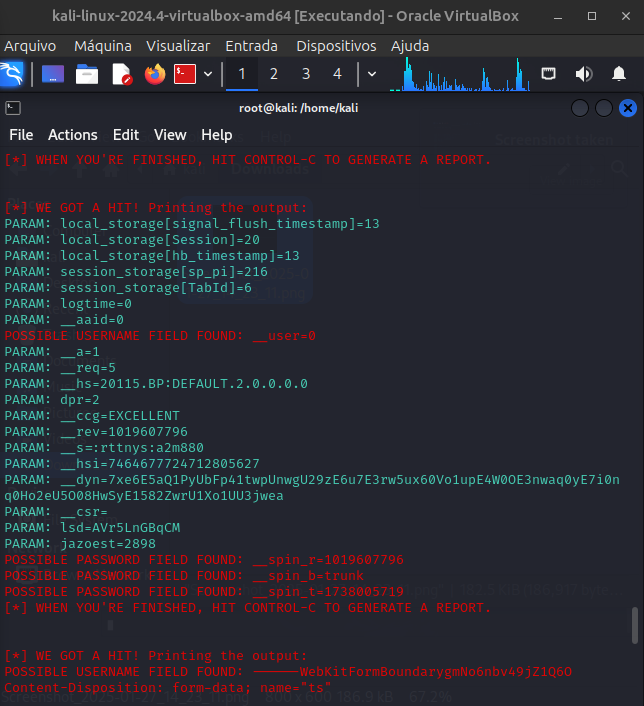 kali-linux-2024.4-virtualbox-amd64 [Executando] - Oracle VirtualBox
Arquivo Máquina Visualizar Entrada Dispositivos Ajuda
1 2 3 4
root@kali: /home/kali
File Actions Edit View Help
[*] WHEN YOU'RE FINISHED, HIT CONTROL-C TO GENERATE A REPORT.
[*] WE GOT A HIT! Printing the output:
PARAM: local_storage[signal_flush_timestamp]=13
PARAM: local_storage[Session]=20
PARAM: local_storage[hb_timestamp]=13
PARAM: session_storage[sp_pi]=216
PARAM: session_storage[TabId]=6
PARAM: logtime=0
PARAM: __aaid=0
POSSIBLE USERNAME FIELD FOUND: __user=0
PARAM: __a=1
PARAM: __req=5
PARAM: __hs=20115.BP:DEFAULT.2.0.0.0.0
PARAM: dpr=2
PARAM: __ccg=EXCELLENT
PARAM: __rev=1019607796
PARAM: __s=:rttnys:a2m880
PARAM: __hsi=7464677724712805627
PARAM: __dyn=7xe6E5aQ1PyUbFp41twpUnwgU29zE6u7E3rw5ux60Vo1upE4W0OE3nwaq0yE7i0n
q0Ho2eU5O08HwSyE1582ZwrU1Xo1UU3jwea
PARAM: __csr=
PARAM: lsd=AVr5LnGBqCM
PARAM: jazoest=2898
POSSIBLE PASSWORD FIELD FOUND: __spin_r=1019607796
POSSIBLE PASSWORD FIELD FOUND: __spin_b=trunk
POSSIBLE PASSWORD FIELD FOUND: __spin_t=1738005719
[*] WHEN YOU'RE FINISHED, HIT CONTROL-C TO GENERATE A REPORT.
[*] WE GOT A HIT! Printing the output:
POSSIBLE USERNAME FIELD FOUND: ------WebKitFormBoundarygmNo6nbv49jZ1Q6O
Content-Disposition: form-data; name="ts"